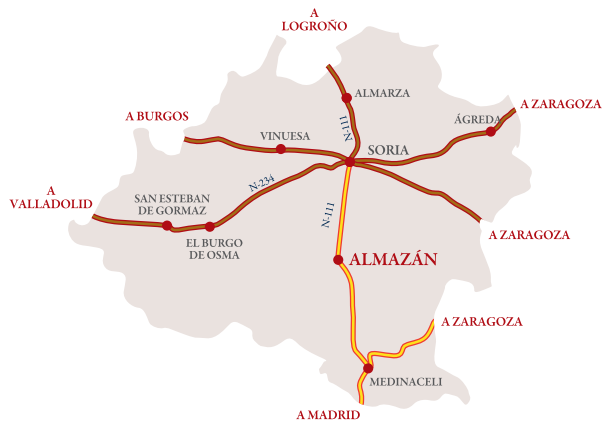 A
LOGROÑO
ALMARZA
A ZARAGOZA
ÁGREDA
A BURGOS
N-111
VINUESA
SORIA
N-234
A
VALLADOLID
SAN ESTEBAN
DE GORMAZ
N-111
EL BURGO
DE OSMA
A ZARAGOZA
ALMAZÁN
A ZARAGOZA
MEDINACELI
A MADRID